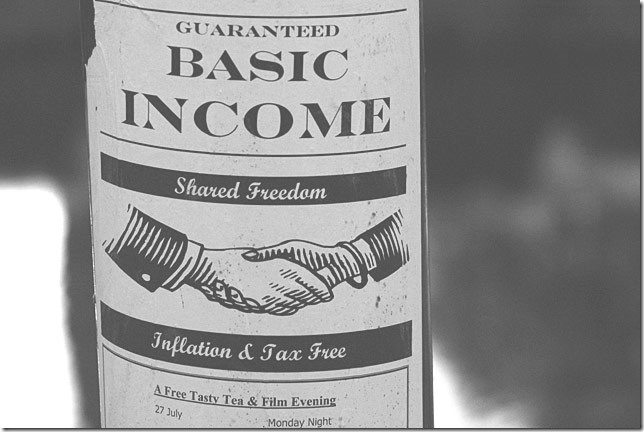 GUARANTEED
BASIC
INCOME
Shared Freedom
Inflation & Tax Free
A Free Tasty Tea & Film Evening
27 July
Monday Night